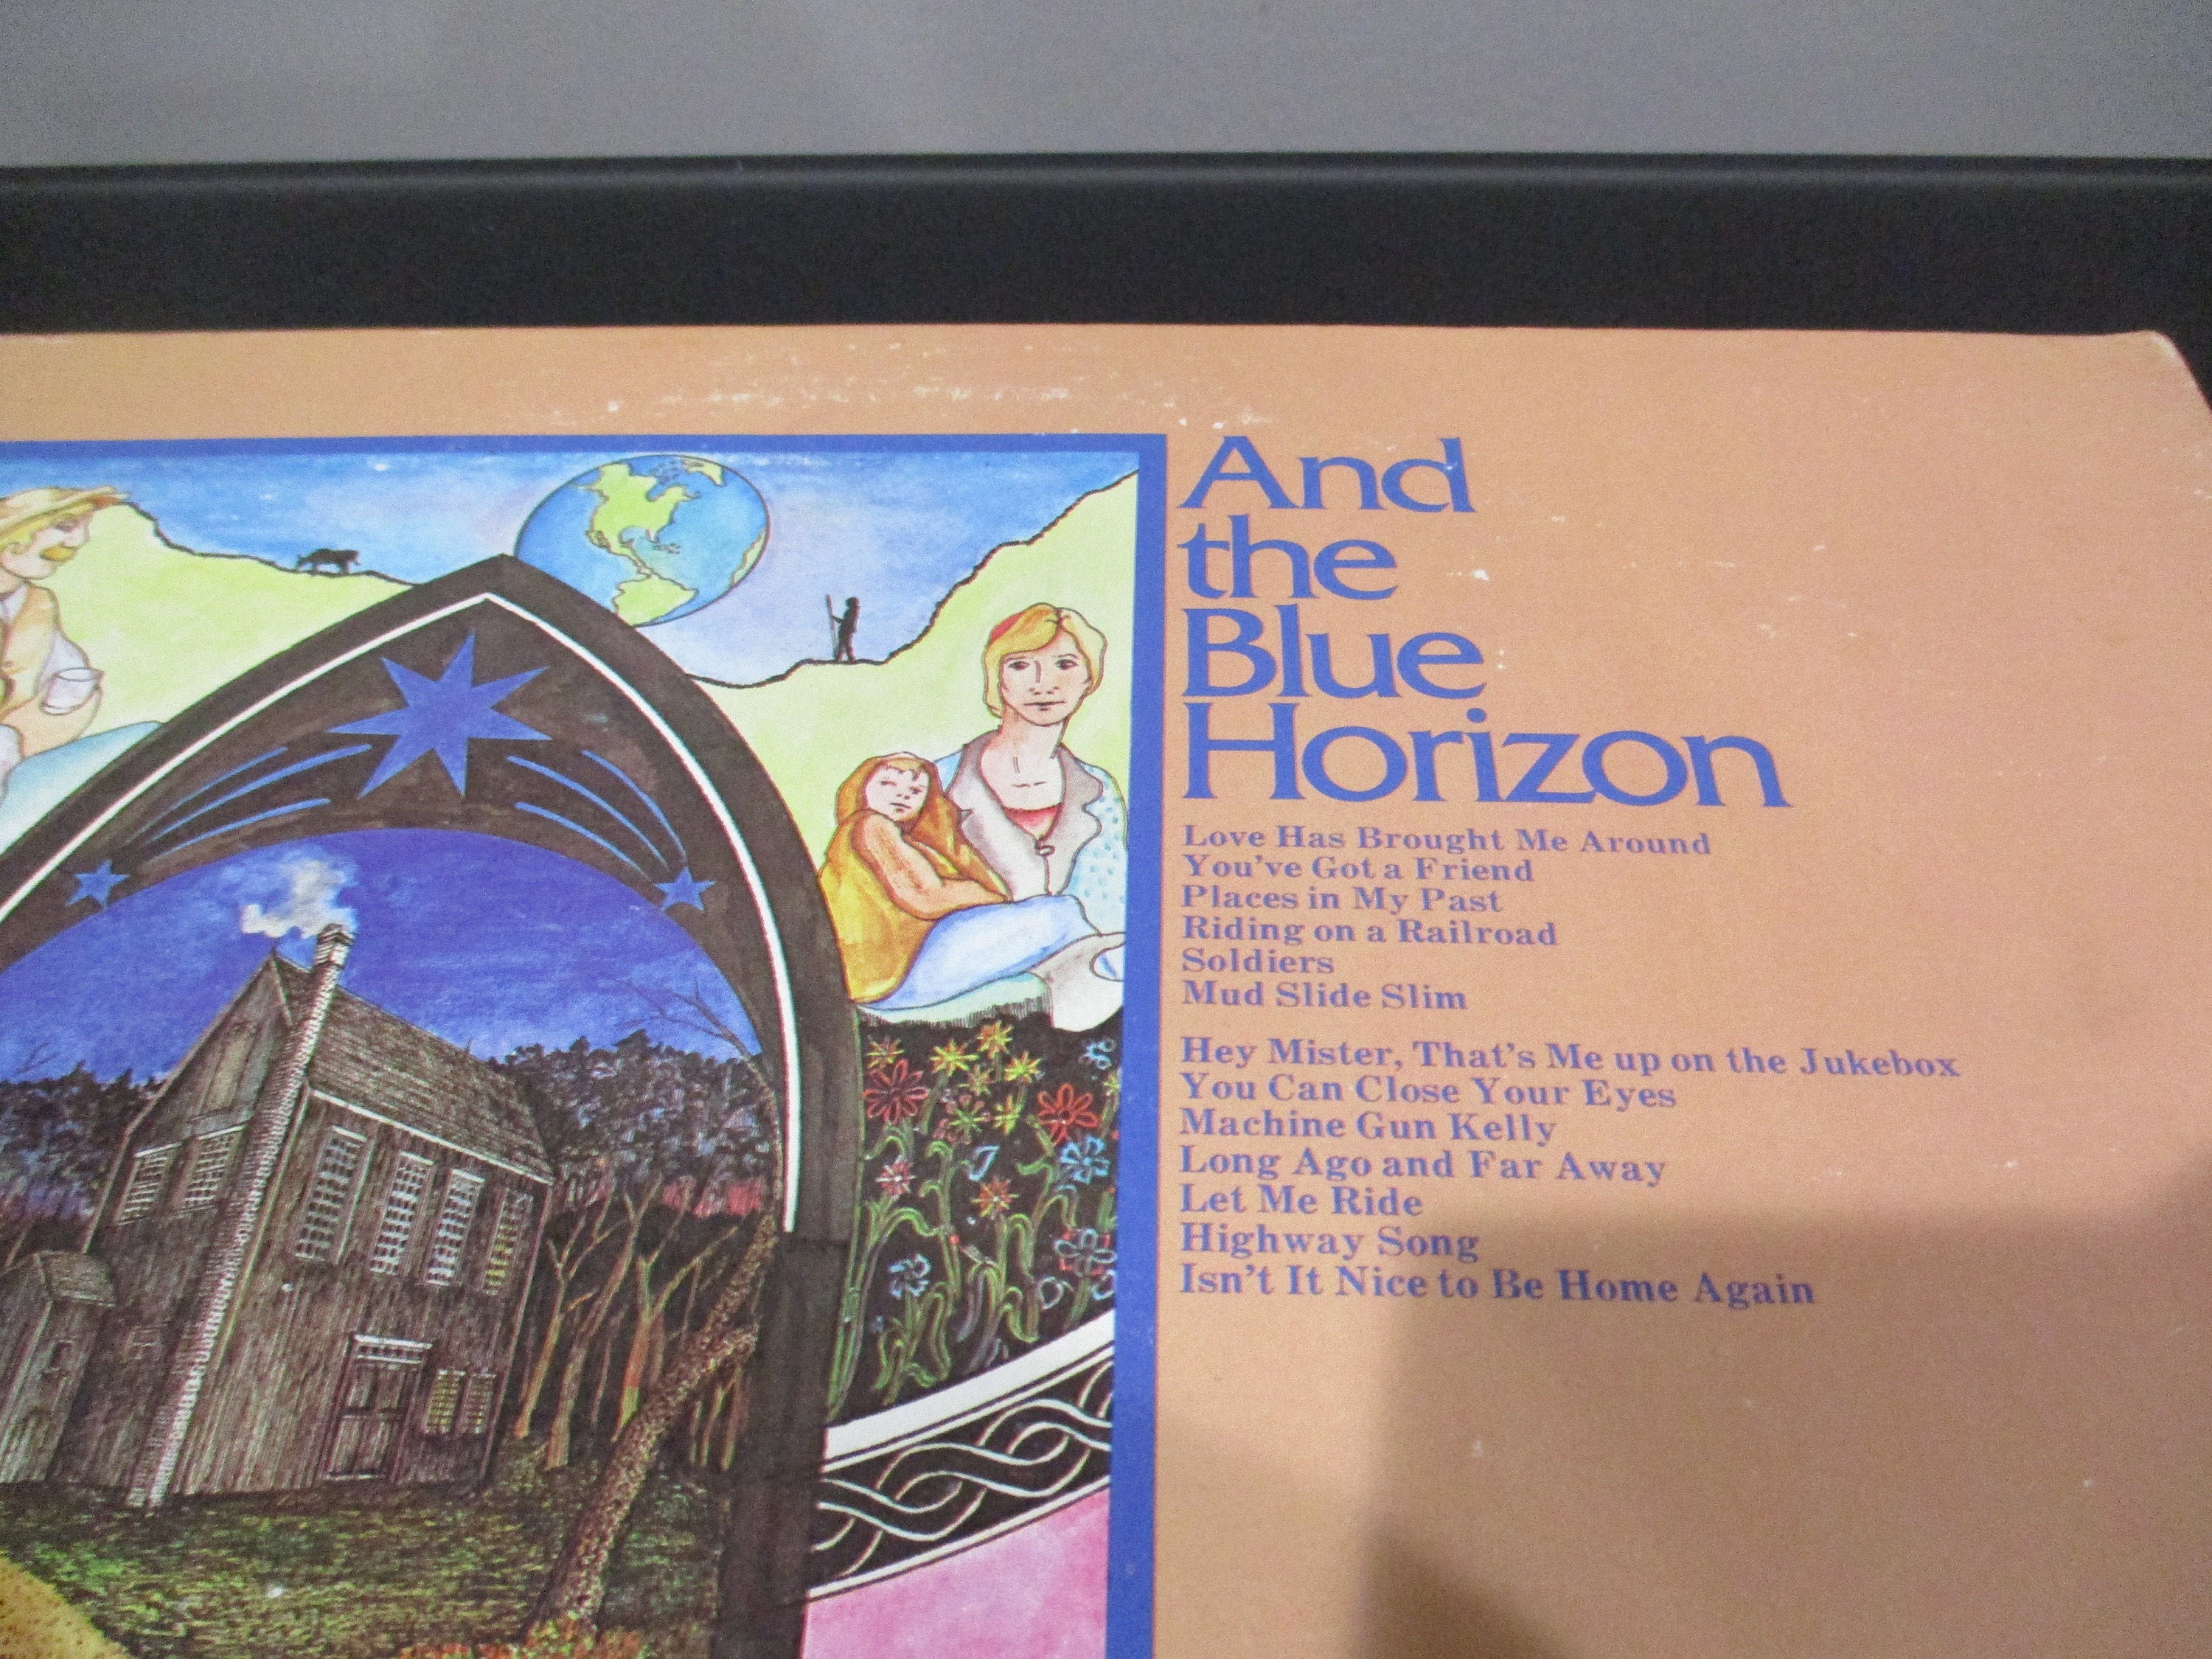 And
the
Blue
Horizon
Love Has Brought Me Around
You've Got a Friend
Places in My Past
Riding on a Railroad
Soldiers
Mud Slide Slim
Hey Mister, That's Me up on the Jukebox
You Can Close Your Eyes
Machine Gun Kelly
Long Ago and Far Away
Let Me Ride
Highway Song
Isn't It Nice to Be Home Again